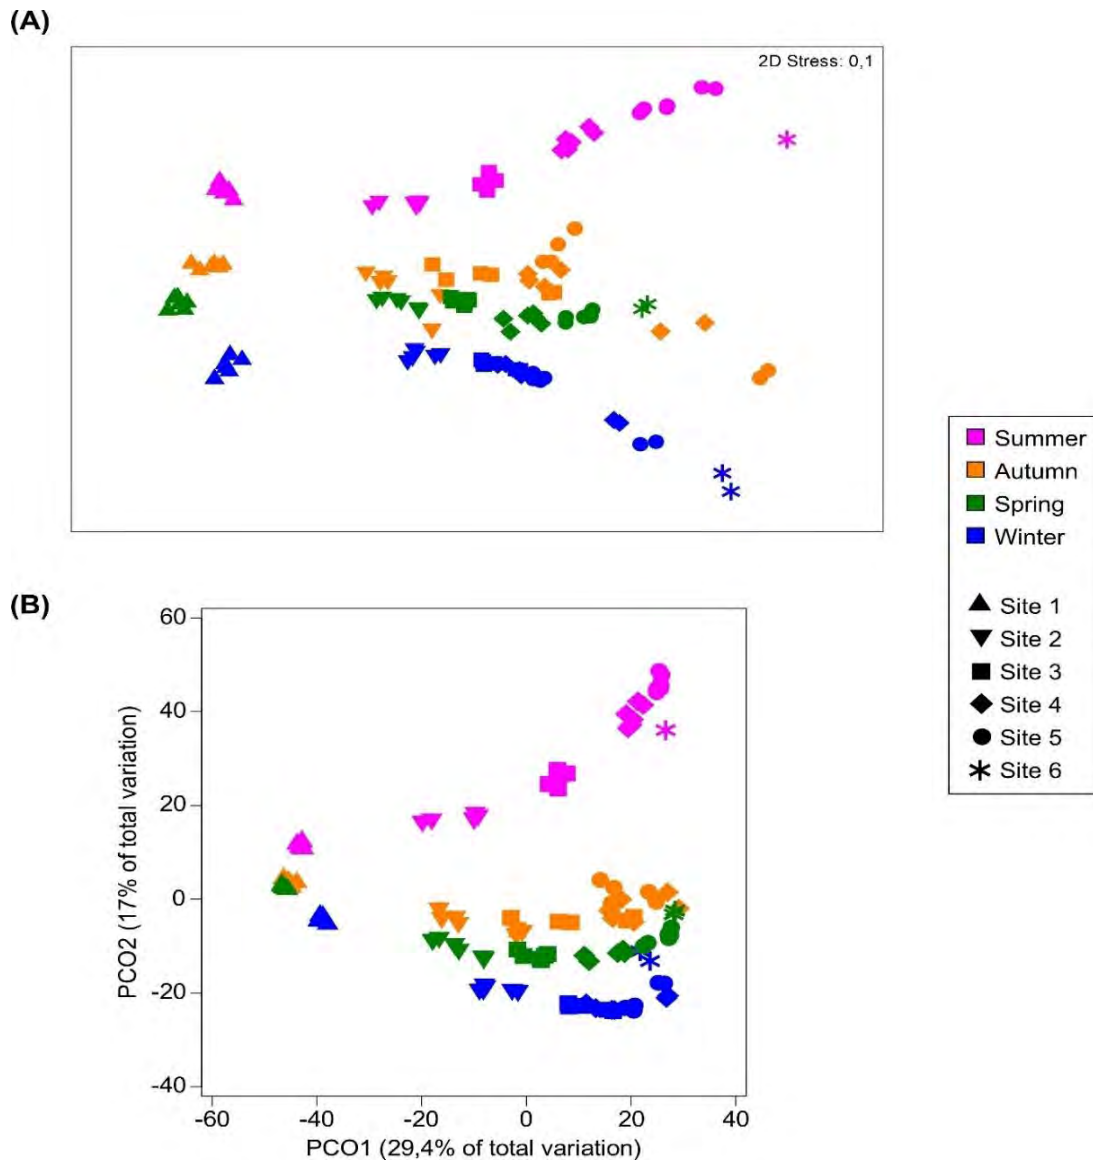 (A)
2D Stress: 0,1
Summer
Autumn
Spring
Winter
Site 1
Site 2
Site 3
Site 4
Site 5
Site 6
(B)
60
40
20
0
-20
-40
PCO2 (17% of total variation)
-60
-40
-20
0
20
40
PCO1 (29,4% of total variation)